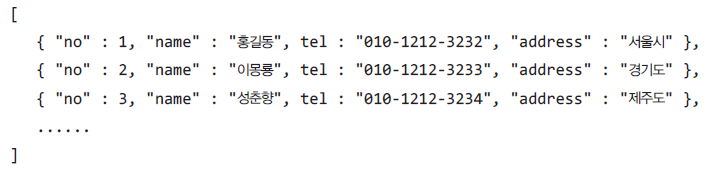 [
{ "no" : 1, "name" : "홍길동", tel : "010-1212-3232", "address" : "서울시" },
{ "no" : 2, "name" : "이몽룡", tel : "010-1212-3233", "address" : "경기도" },
{ "no" : 3, "name" : "성춘향", tel : "010-1212-3234", "address" : "제주도" },
......
]